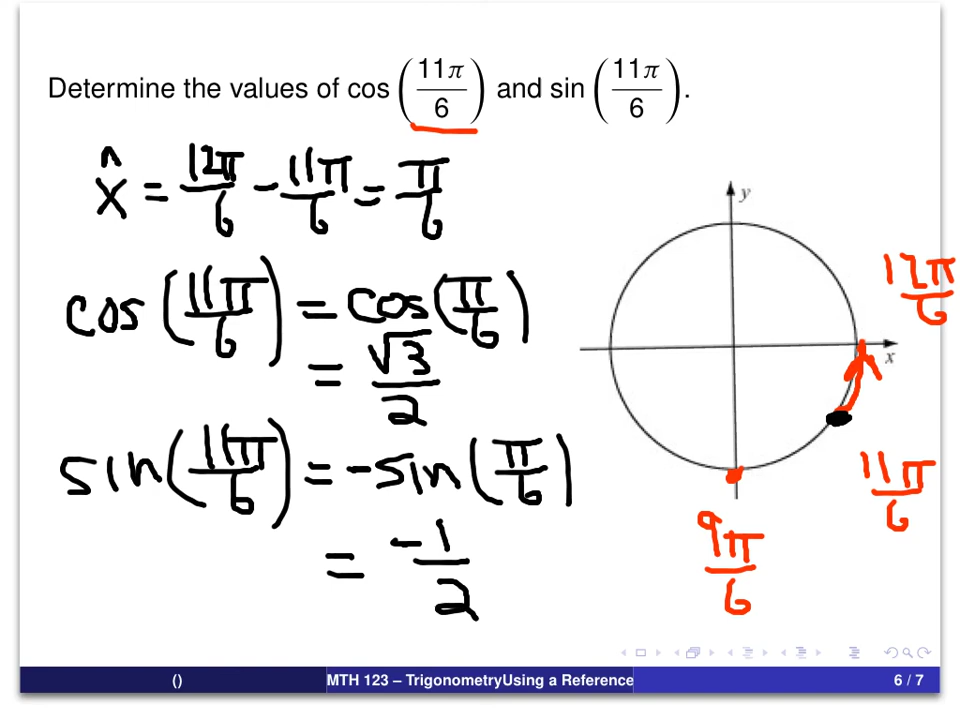 Determine the values of cos (11π/6) and sin (11π/6).
x̂ = 12π/6 - 11π/6 = π/6
cos (11π/6) = cos (π/6)
= √3/2
sin (11π/6) = -sin (π/6)
= -1/2
y
x
12π/6
11π/6
9π/6
() MTH 123 – TrigonometryUsing a Reference 6 / 7